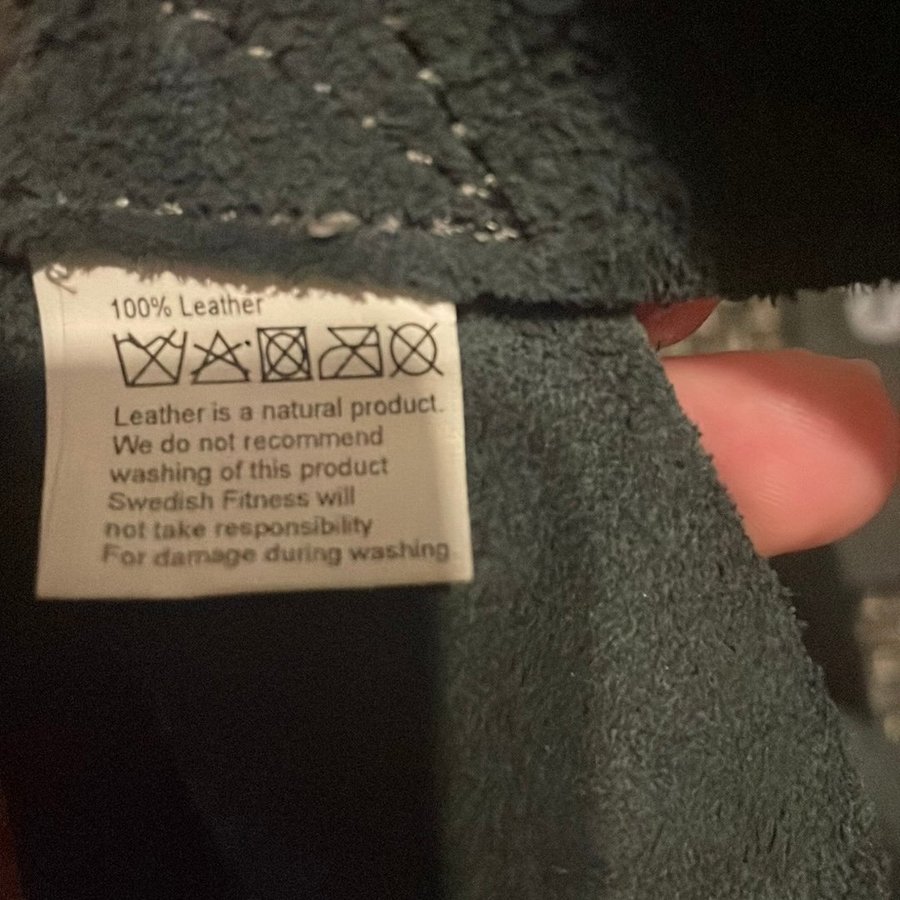 100% Leather
Leather is a natural product.
We do not recommend
washing of this product
Swedish Fitness will
not take responsibility
For damage during washing